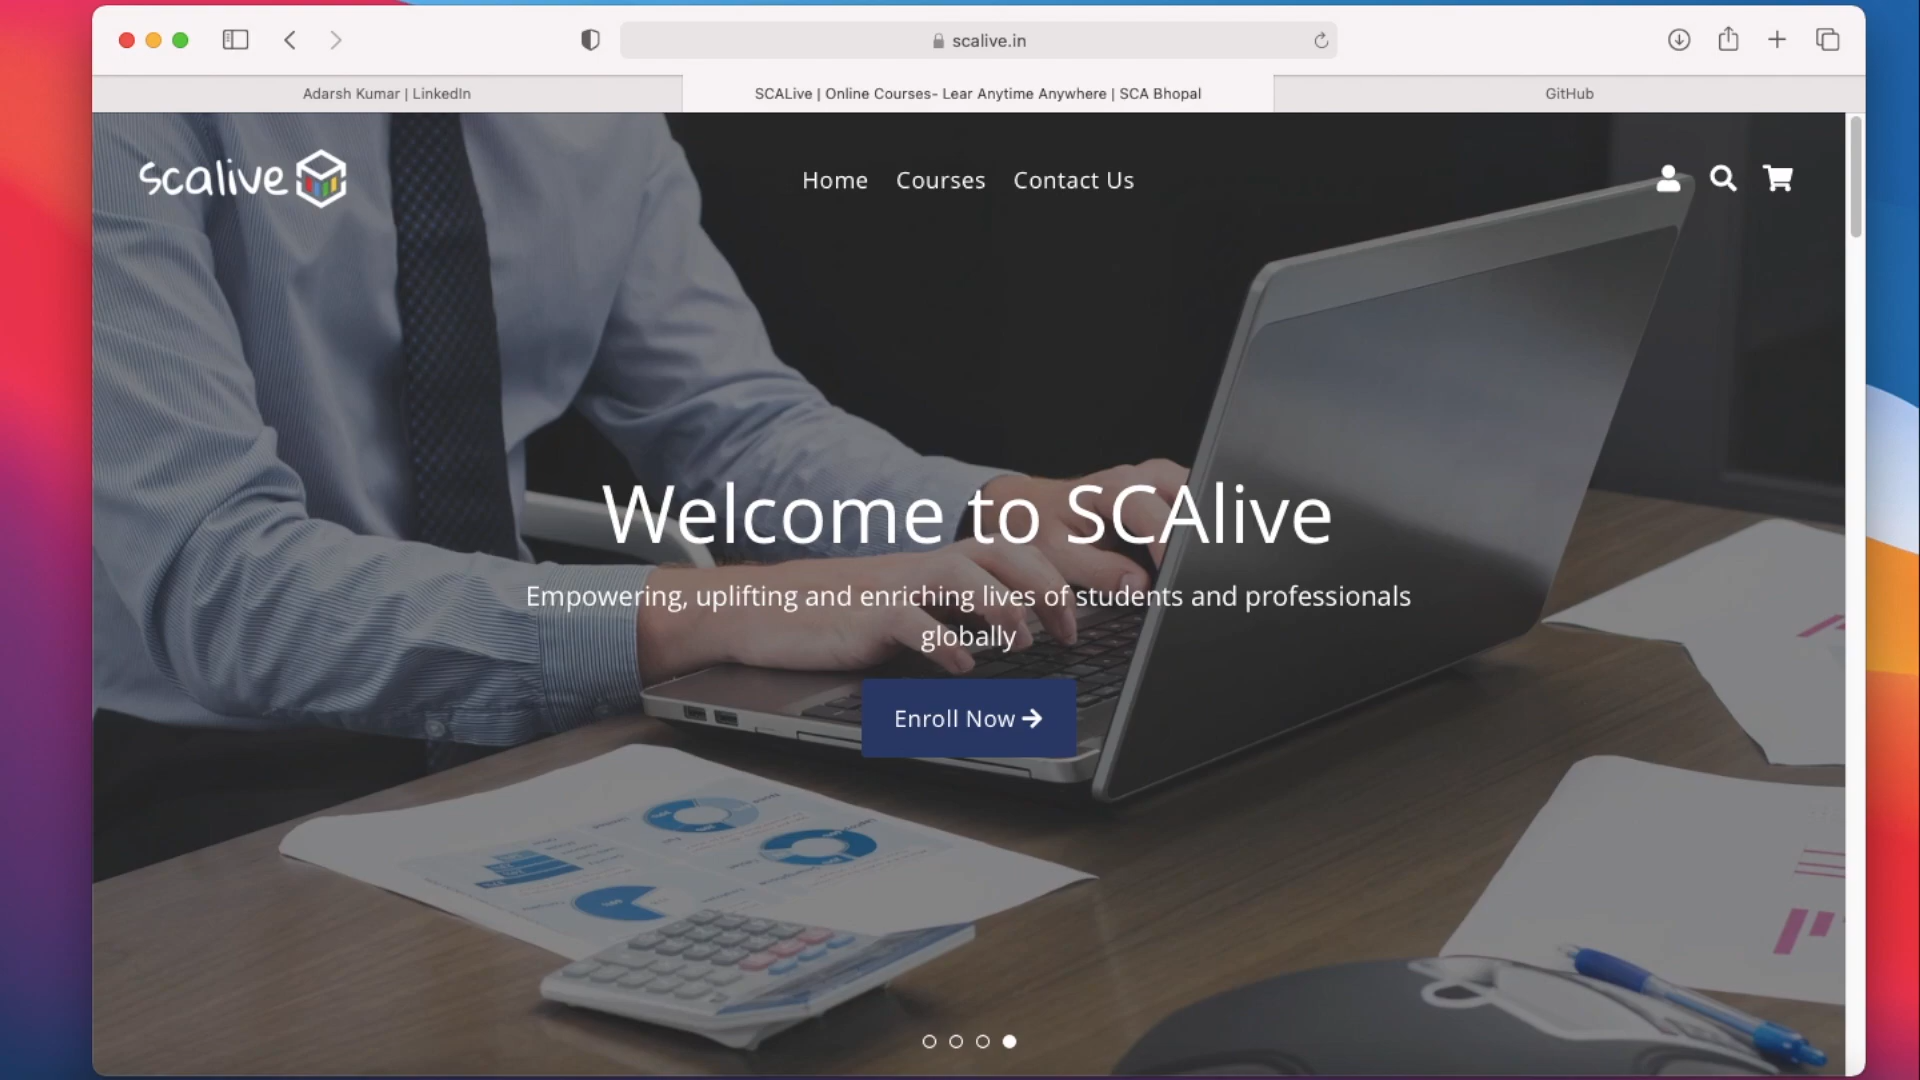 scalive.in
Adarsh Kumar | LinkedIn
SCALive | Online Courses- Lear Anytime Anywhere | SCA Bhopal
GitHub
scalive
Home
Courses
Contact Us
Welcome to SCAlive
Empowering, uplifting and enriching lives of students and professionals
globally
Enroll Now